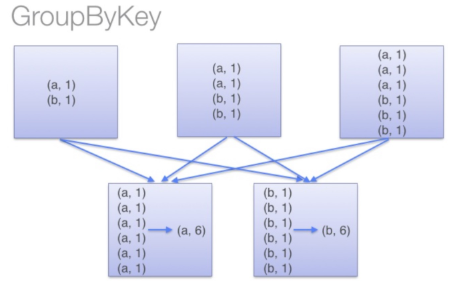 GroupByKey
(a, 1)
(b, 1)
(a, 1)
(a, 1)
(b, 1)
(b, 1)
(a, 1)
(a, 1)
(a, 1)
(b, 1)
(b, 1)
(b, 1)
(a, 1)
(a, 1)
(a, 1)
(a, 1)
(a, 1)
(a, 1)
(a, 6)
(b, 1)
(b, 1)
(b, 1)
(b, 1)
(b, 1)
(b, 1)
(b, 6)